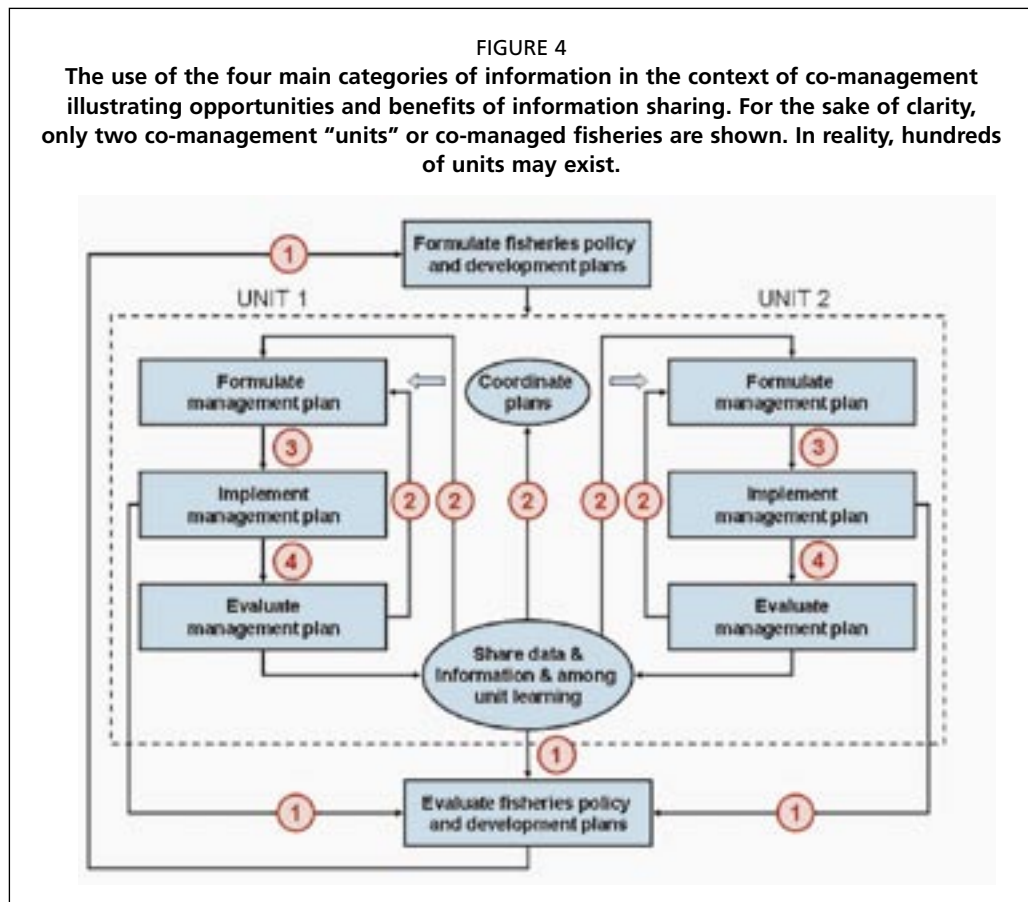 FIGURE 4
The use of the four main categories of information in the context of co-management
illustrating opportunities and benefits of information sharing. For the sake of clarity,
only two co-management “units” or co-managed fisheries are shown. In reality, hundreds
of units may exist.
1
Formulate fisheries policy
and development plans
UNIT 1
UNIT 2
Formulate
management plan
Coordinate
plans
Formulate
management plan
3
3
Implement
management plan
2
2
2
2
2
Implement
management plan
4
4
Evaluate
management plan
Evaluate
management plan
Share data &
Information & among
unit learning
1
1
Evaluate fisheries policy
and development plans
1